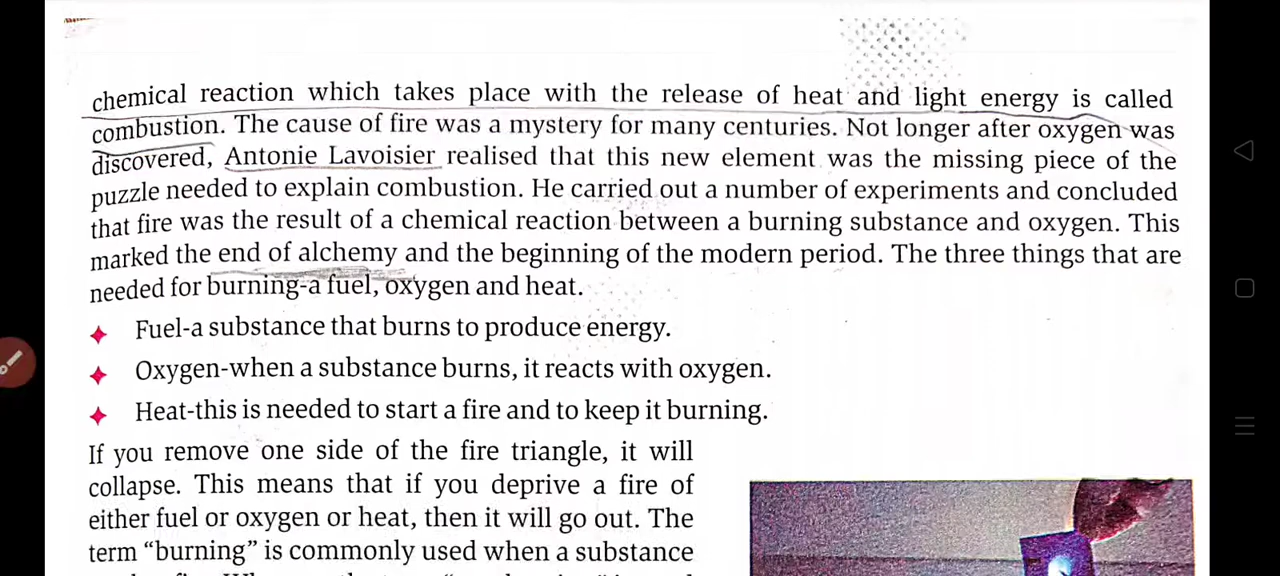 chemical reaction which takes place with the release of heat and light energy is called
combustion. The cause of fire was a mystery for many centuries. Not longer after oxygen was
discovered, Antonie Lavoisier realised that this new element was the missing piece of the
puzzle needed to explain combustion. He carried out a number of experiments and concluded
that fire was the result of a chemical reaction between a burning substance and oxygen. This
marked the end of alchemy and the beginning of the modern period. The three things that are
needed for burning-a fuel, oxygen and heat.
Fuel-a substance that burns to produce energy.
Oxygen-when a substance burns, it reacts with oxygen.
Heat-this is needed to start a fire and to keep it burning.
If you remove one side of the fire triangle, it will
collapse. This means that if you deprive a fire of
either fuel or oxygen or heat, then it will go out. The
term “burning” is commonly used when a substance